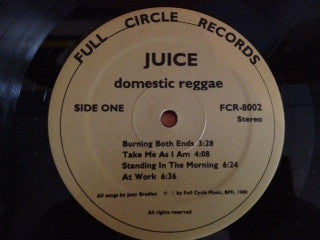 FULL CIRCLE RECORDS
JUICE
domestic reggae
SIDE ONE
FCR-8002
Stereo
Burning Both Ends 3:28
Take Me As I Am 4:08
Standing In The Morning 6:24
At Work 6:36
All songs by Joey Bradley ★ by Full Cycle Music, BMI, 1980
All rights reserved